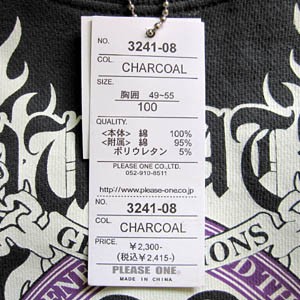 NO. 3241-08
COL. CHARCOAL
SIZE.
胸囲 49~55
100
QUALITY.
<本体> 綿 100%
<附属> 綿 95%
ポリウレタン 5%
PLEASE ONE CO.,LTD.
052-910-8511
http://www.please-one.co.jp
NO. 3241-08
COL. CHARCOAL
PRICE. ¥2,300-
(税込¥2,415-)
PLEASE ONE.
MADE IN CHINA